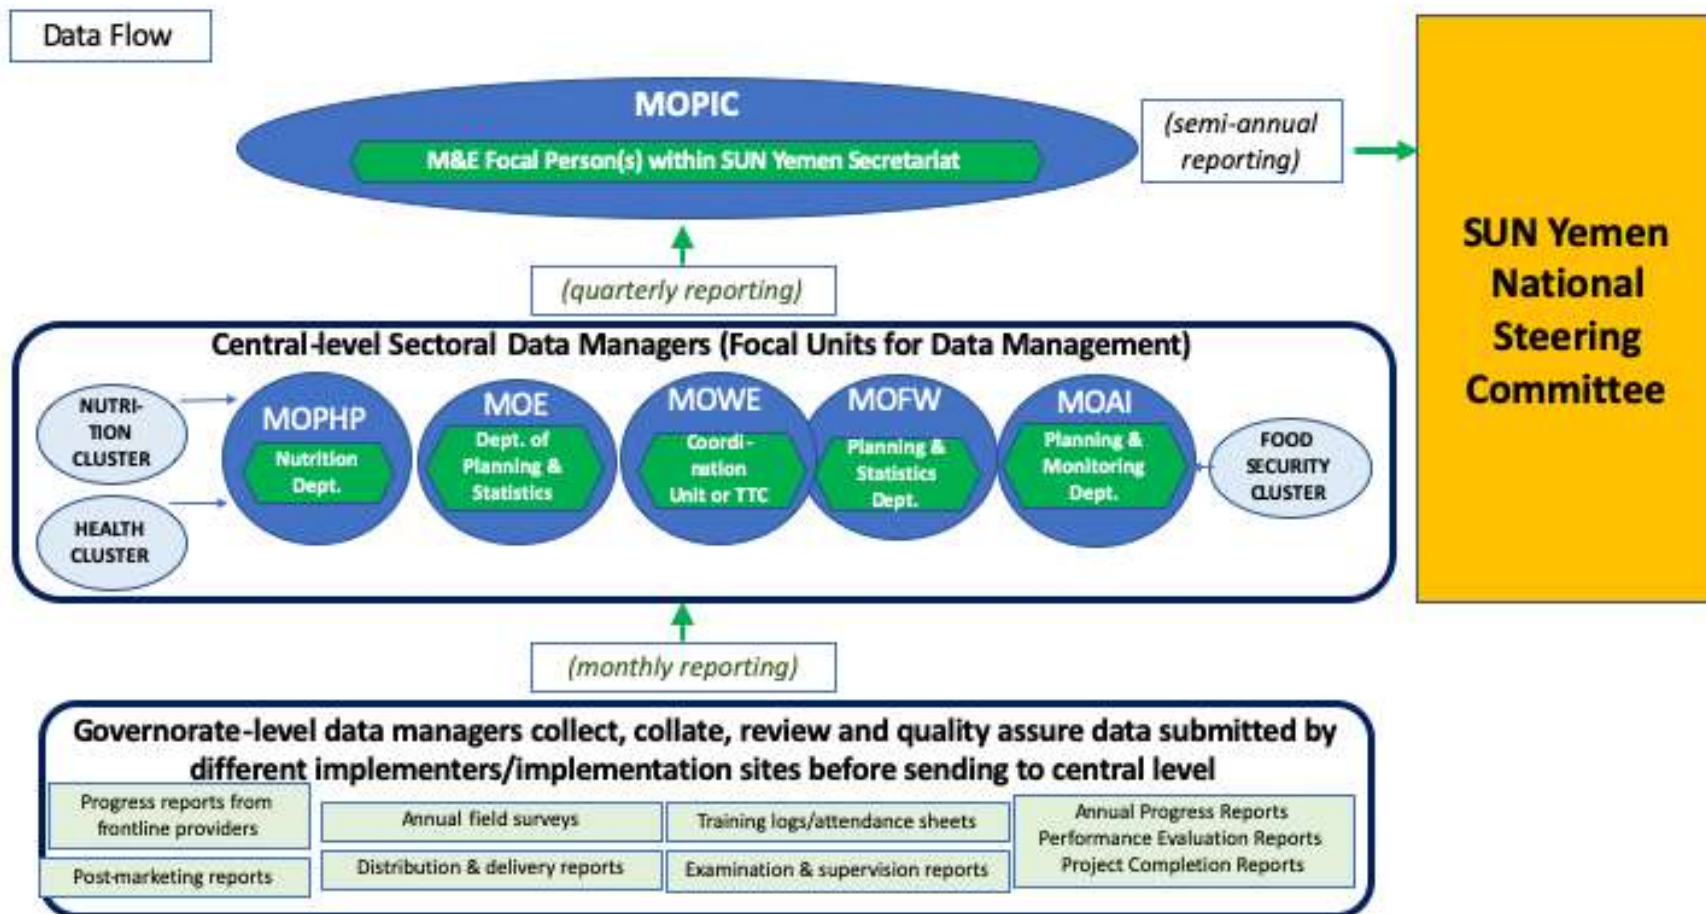 Data Flow
MOPIC
M&E Focal Person(s) within SUN Yemen Secretariat
(semi-annual
reporting)
SUN Yemen
National
Steering
Committee
(quarterly reporting)
Central-level Sectoral Data Managers (Focal Units for Data Management)
NUTRI-
TION
CLUSTER
HEALTH
CLUSTER
MOPHP
Nutrition
Dept.
MOE
Dept. of
Planning &
Statistics
MOWE
Coordi-
nation
Unit or TTC
MOFW
Planning &
Statistics
Dept.
MOAI
Planning &
Monitoring
Dept.
FOOD
SECURITY
CLUSTER
(monthly reporting)
Governorate-level data managers collect, collate, review and quality assure data submitted by
different implementers/implementation sites before sending to central level
Progress reports from
frontline providers
Post-marketing reports
Annual field surveys
Distribution & delivery reports
Training logs/attendance sheets
Examination & supervision reports
Annual Progress Reports
Performance Evaluation Reports
Project Completion Reports